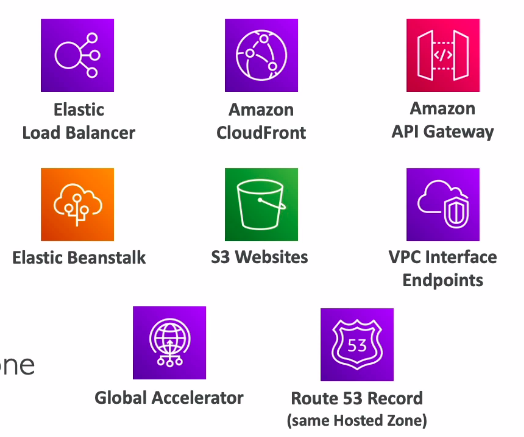 Elastic
Load Balancer
Amazon
CloudFront
Amazon
API Gateway
</>
Elastic Beanstalk
S3 Websites
VPC Interface
Endpoints
one
Global Accelerator
53
Route 53 Record
(same Hosted Zone)